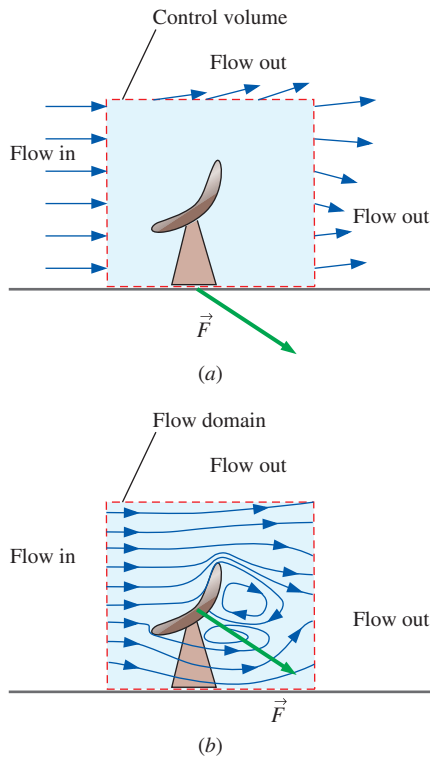 Control volume
Flow out
Flow in
Flow out
F⃗
(a)
Flow domain
Flow out
Flow in
Flow out
F⃗
(b)